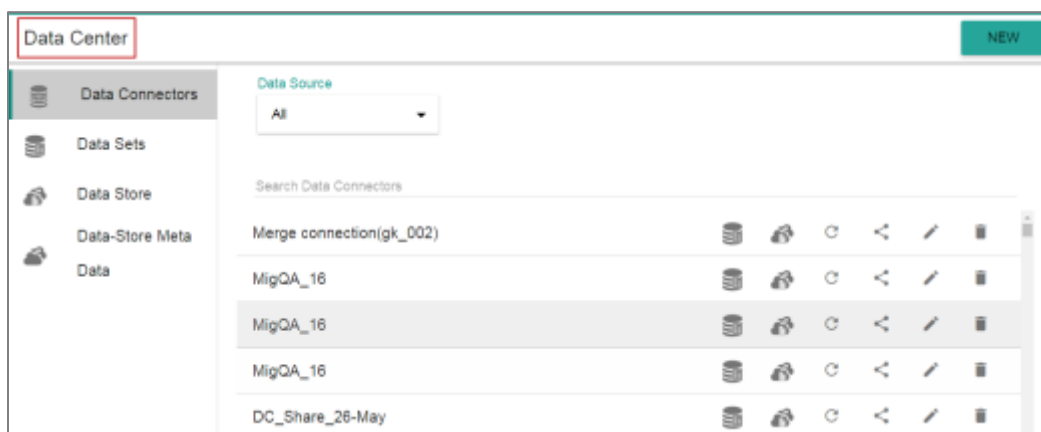 Data Center
NEW
Data Connectors
Data Sets
Data Store
Data-Store Meta
Data
Data Source
All
Search Data Connectors
Merge connection(gk_002)
MigQA_16
MigQA_16
MigQA_16
DC_Share_26-May